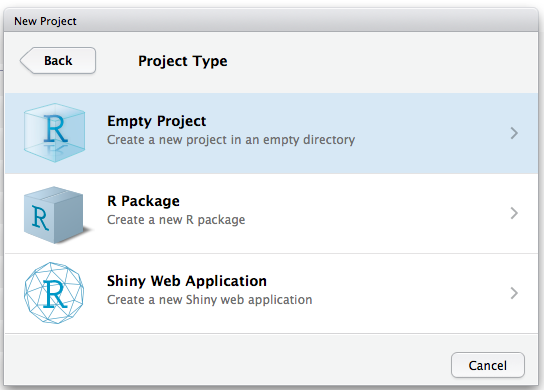 New Project
Back
Project Type
R
Empty Project
Create a new project in an empty directory
R
R Package
Create a new R package
R
Shiny Web Application
Create a new Shiny web application
Cancel